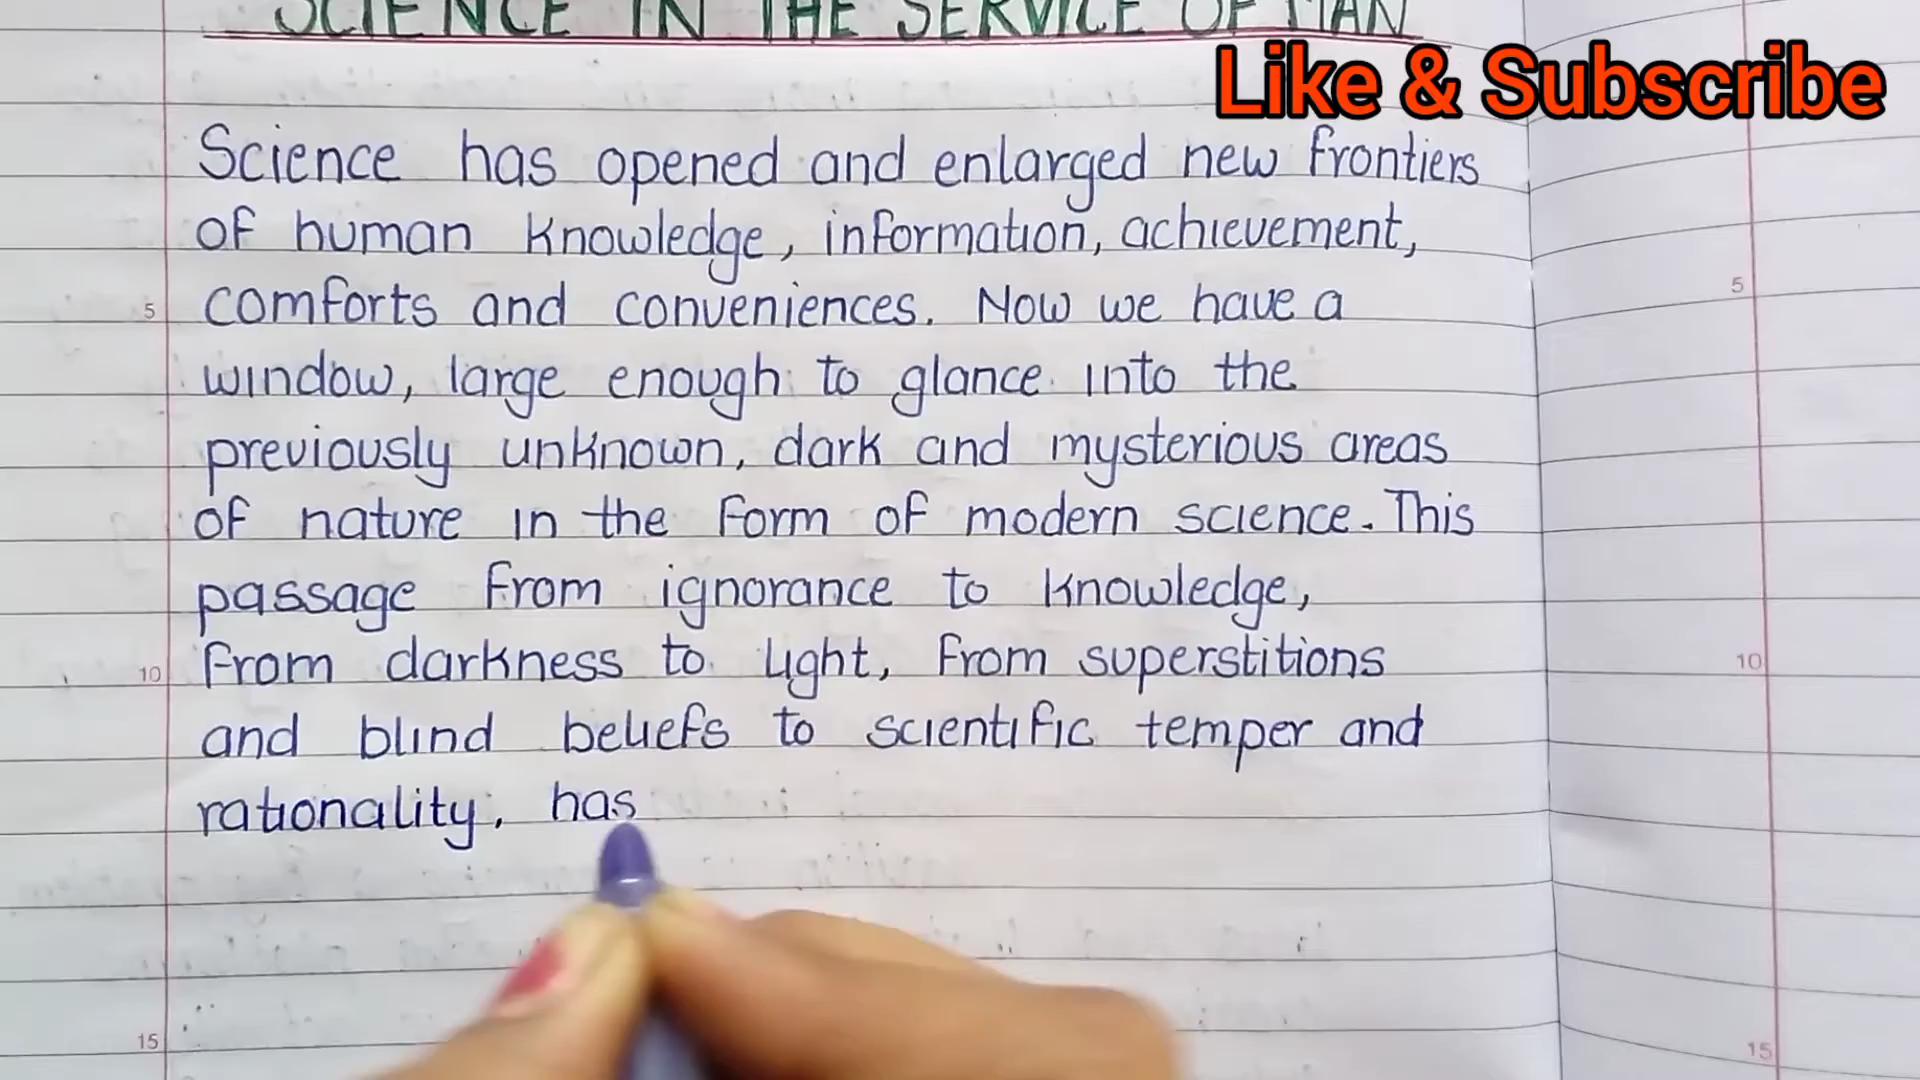 SCIENCE IN THE SERVICE OF MAN
Like & Subscribe
Science has opened and enlarged new frontiers
of human knowledge, information, achievement,
5 comforts and conveniences. Now we have a
window, large enough to glance into the
previously unknown, dark and mysterious areas
of nature in the form of modern science. This
passage from ignorance to knowledge,
10 from darkness to light, from superstitions
and blind beliefs to scientific temper and
rationality, has
15
5
10
15